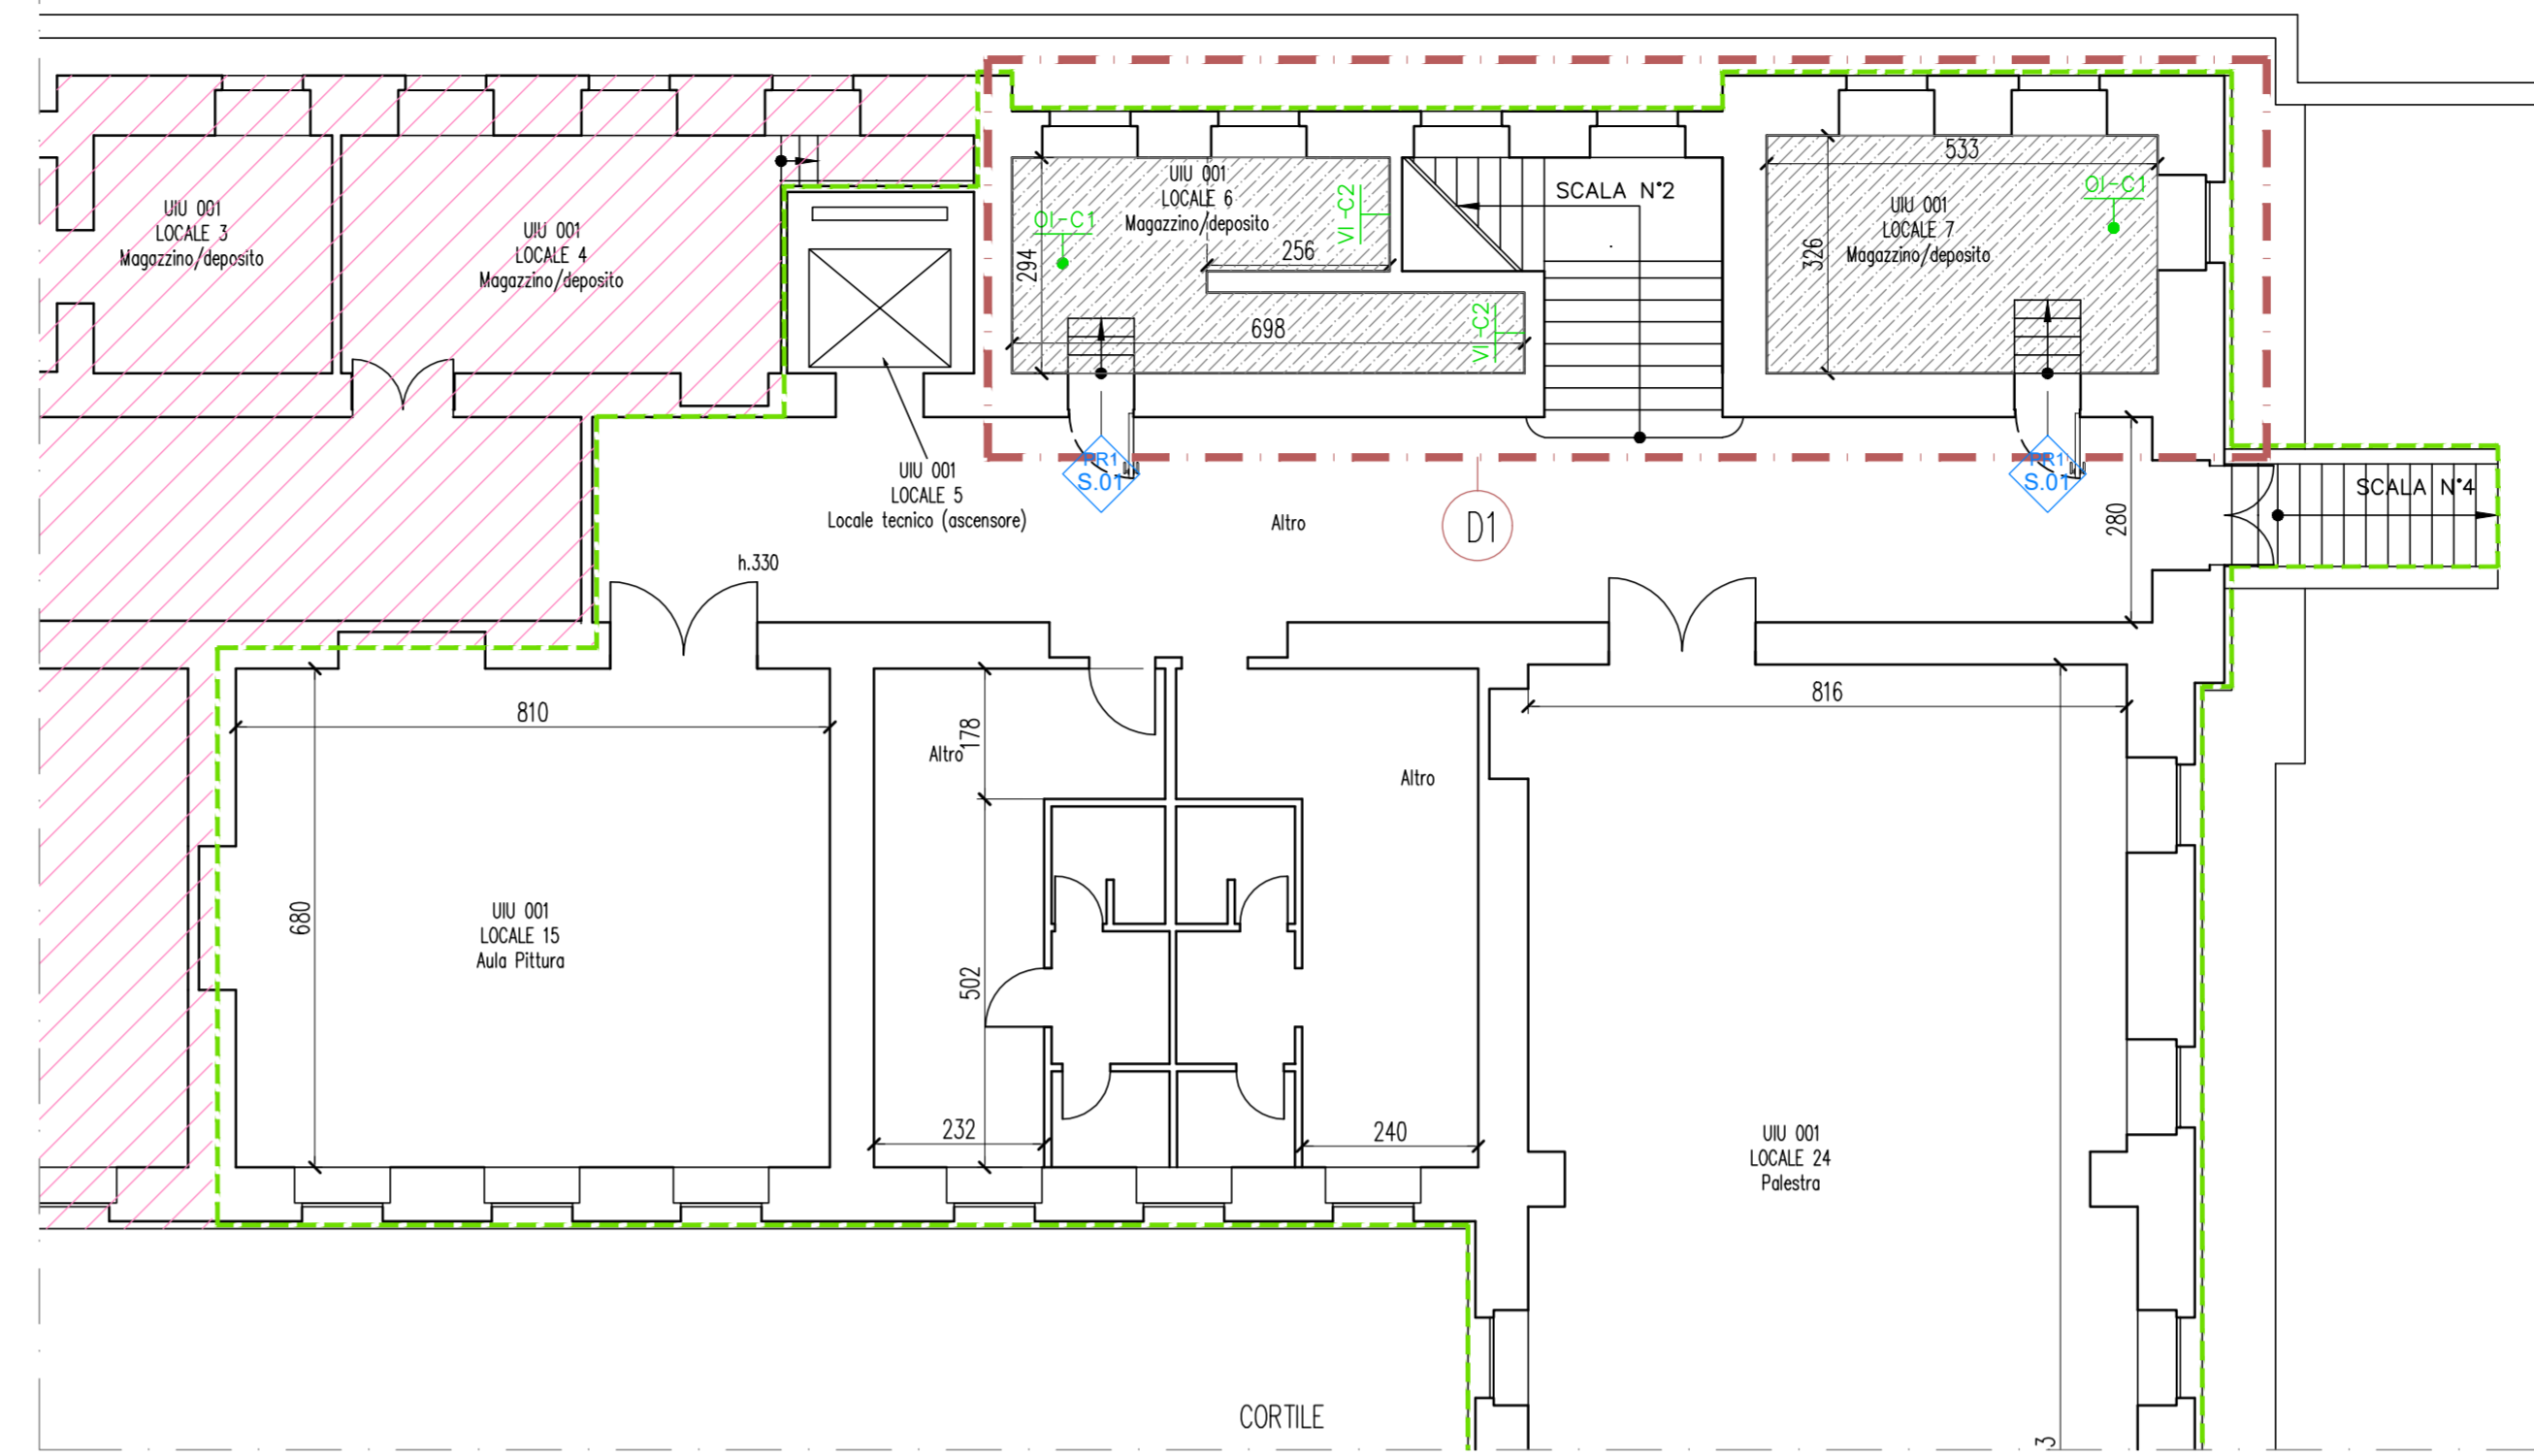 UIU 001
LOCALE 3
Magazzino/deposito
UIU 001
LOCALE 4
Magazzino/deposito
UIU 001
LOCALE 5
Locale tecnico (ascensore)
UIU 001
LOCALE 6
Magazzino/deposito
OI-C1
VI-C2
256
294
698
VI-C2
SCALA N°2
533
UIU 001
LOCALE 7
Magazzino/deposito
OI-C1
326
PR1
S.01
PR1
S.01
D1
Altro
h.330
280
SCALA N°4
810
680
UIU 001
LOCALE 15
Aula Pittura
Altro
178
502
232
Altro
240
816
UIU 001
LOCALE 24
Palestra
3
CORTILE